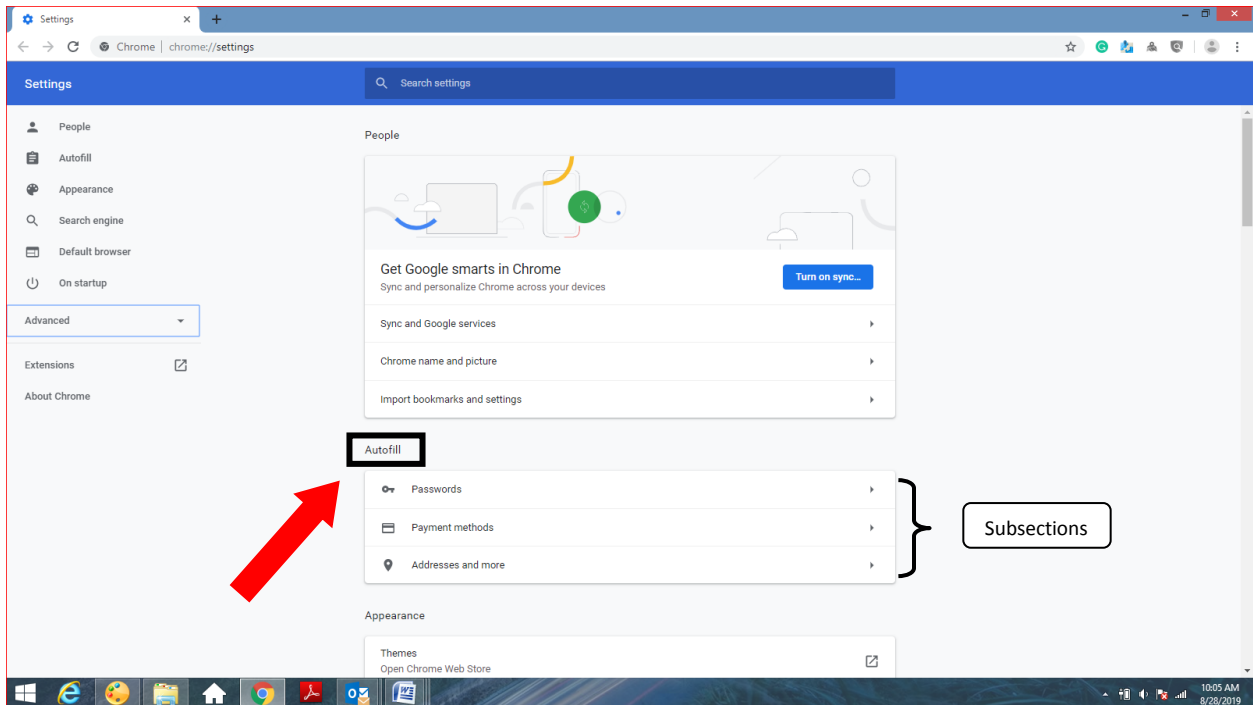 Settings
Chrome | chrome://settings
Settings
Search settings
People
Autofill
Appearance
Search engine
Default browser
On startup
Advanced
Extensions
About Chrome
People
Get Google smarts in Chrome
Sync and personalize Chrome across your devices
Turn on sync...
Sync and Google services
Chrome name and picture
Import bookmarks and settings
Autofill
Passwords
Payment methods
Addresses and more
Subsections
Appearance
Themes
Open Chrome Web Store
10:05 AM
8/28/2019